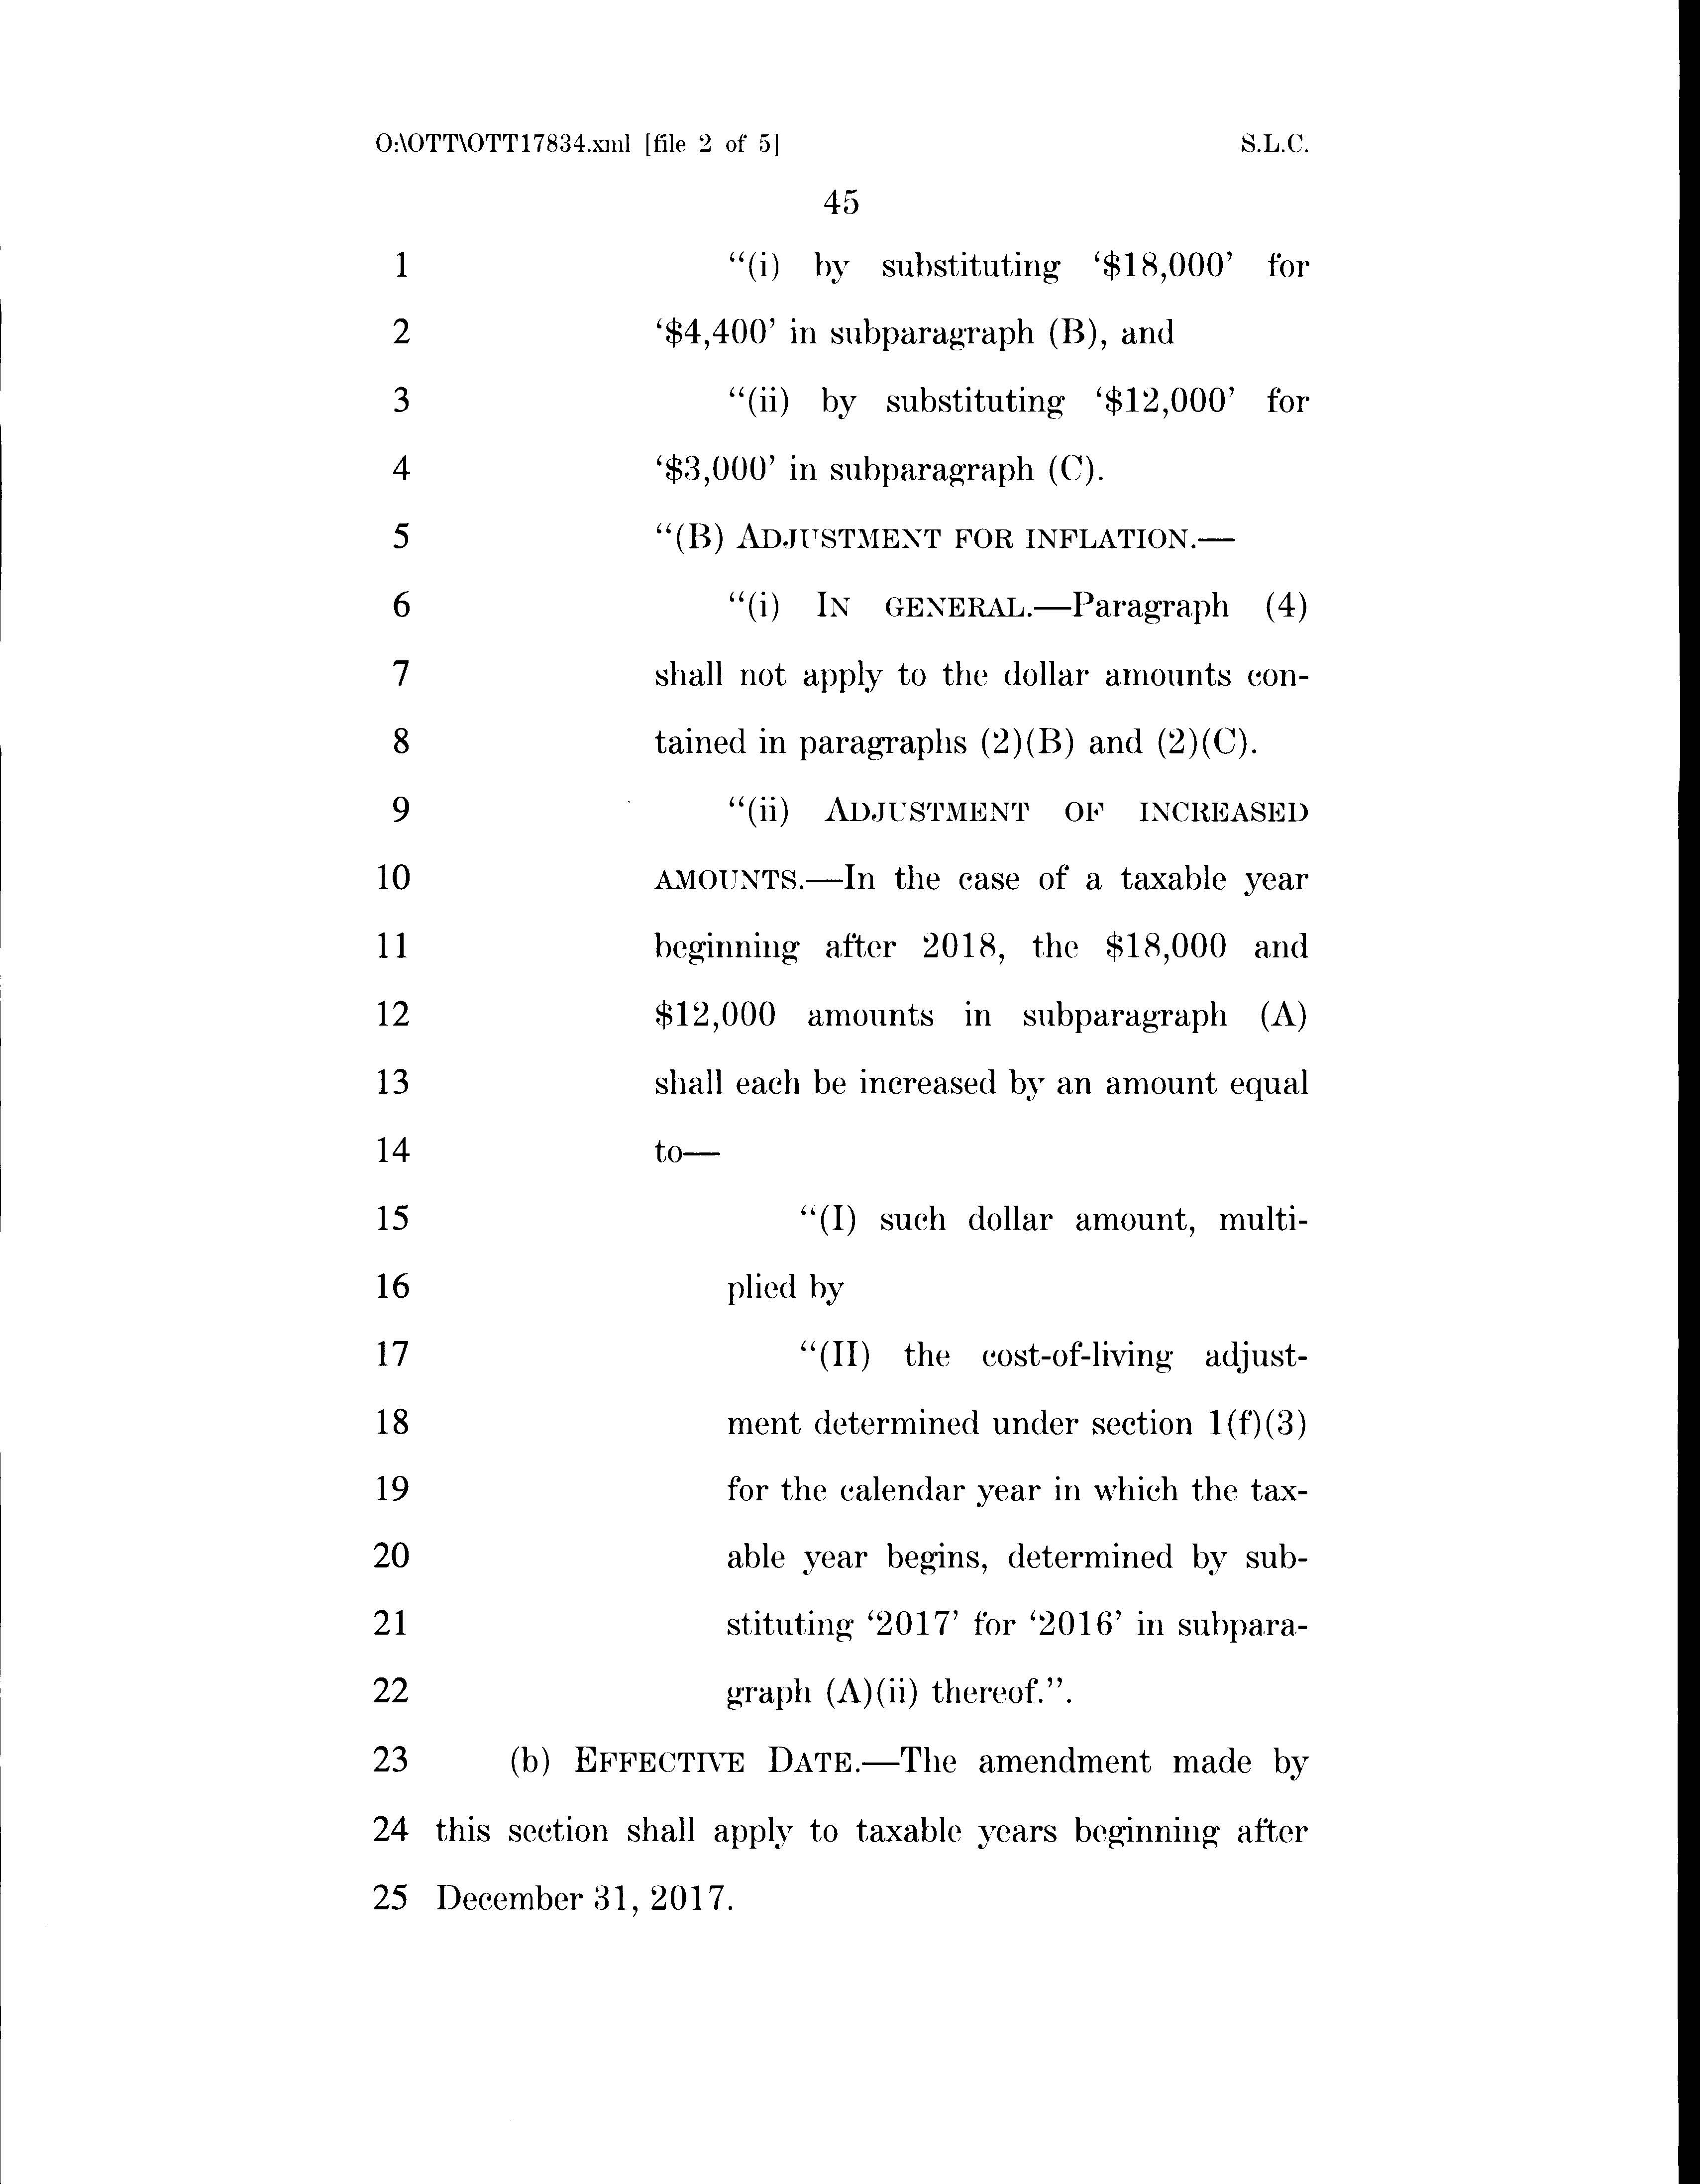 O:\OTT\OTT17834.xml [file 2 of 5] S.L.C.
45
1 “(i) by substituting ‘$18,000’ for
2 ‘$4,400’ in subparagraph (B), and
3 “(ii) by substituting ‘$12,000’ for
4 ‘$3,000’ in subparagraph (C).
5 “(B) ADJUSTMENT FOR INFLATION.—
6 “(i) IN GENERAL.—Paragraph (4)
7 shall not apply to the dollar amounts con-
8 tained in paragraphs (2)(B) and (2)(C).
9 “(ii) ADJUSTMENT OF INCREASED
10 AMOUNTS.—In the case of a taxable year
11 beginning after 2018, the $18,000 and
12 $12,000 amounts in subparagraph (A)
13 shall each be increased by an amount equal
14 to—
15 “(I) such dollar amount, multi-
16 plied by
17 “(II) the cost-of-living adjust-
18 ment determined under section 1(f)(3)
19 for the calendar year in which the tax-
20 able year begins, determined by sub-
21 stituting ‘2017’ for ‘2016’ in subpara-
22 graph (A)(ii) thereof.”.
23 (b) EFFECTIVE DATE.—The amendment made by
24 this section shall apply to taxable years beginning after
25 December 31, 2017.